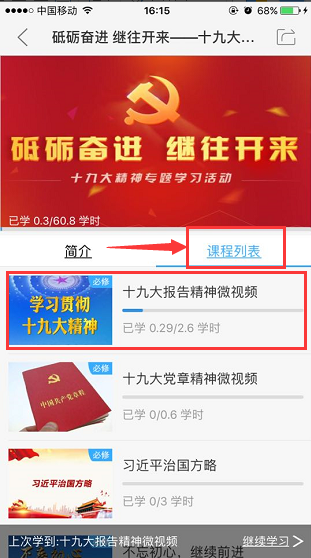 中国移动
16:15
68%
砥砺奋进 继往开来——十九大...
砥砺奋进 继往开来
十九大精神专题学习活动
已学 0.3/60.8 学时
简介
课程列表
必修
学习贯彻
十九大精神
十九大报告精神微视频
已学 0.29/2.6 学时
必修
中国共产党章程
十九大党章精神微视频
已学 0/0.6 学时
必修
习近平治国方略
已学 0/3 学时
不忘初心，继续前进
上次学到:十九大报告精神微视频
继续学习